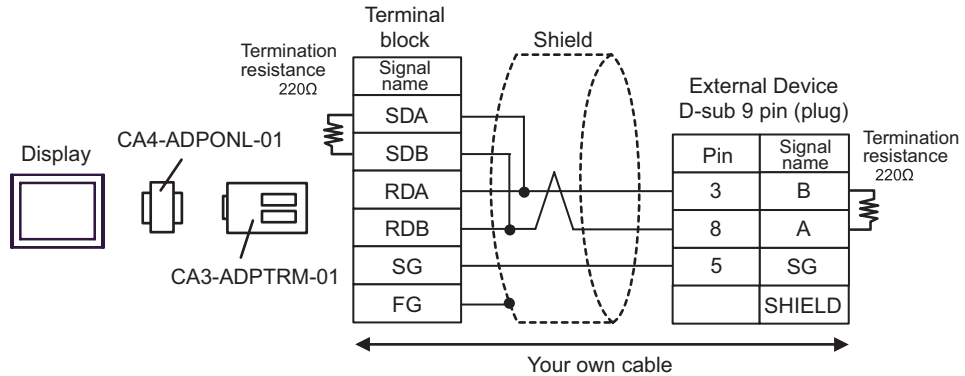 Display
CA4-ADPONL-01
CA3-ADPTRM-01
Termination
resistance
220Ω
Terminal
block
Signal
name
SDA
SDB
RDA
RDB
SG
FG
Shield
External Device
D-sub 9 pin (plug)
Pin
Signal
name
3
B
8
A
5
SG
SHIELD
Termination
resistance
220Ω
Your own cable